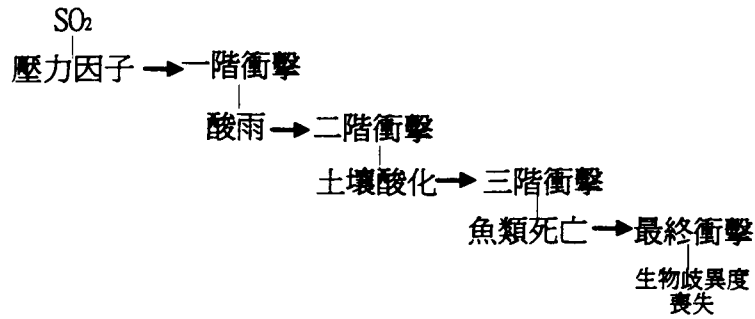 SO₂
壓力因子 → 一階衝擊
酸雨 → 二階衝擊
土壤酸化 → 三階衝擊
魚類死亡 → 最終衝擊
生物歧異度
喪失